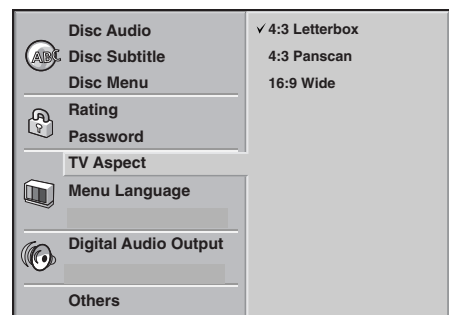 Disc Audio
ABC
Disc Subtitle
Disc Menu
Rating
Password
TV Aspect
Menu Language
Digital Audio Output
Others
✓ 4:3 Letterbox
4:3 Panscan
16:9 Wide